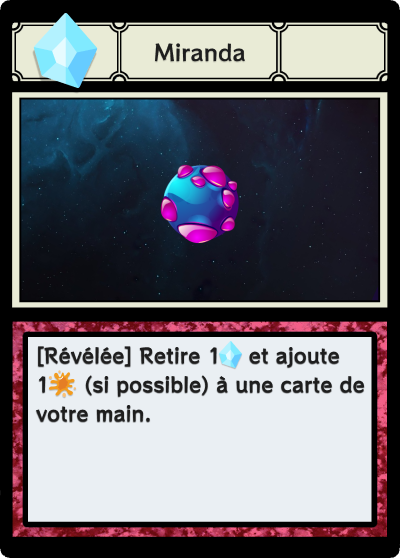 Miranda
[Révélée] Retire 1 et ajoute
1 (si possible) à une carte de
votre main.